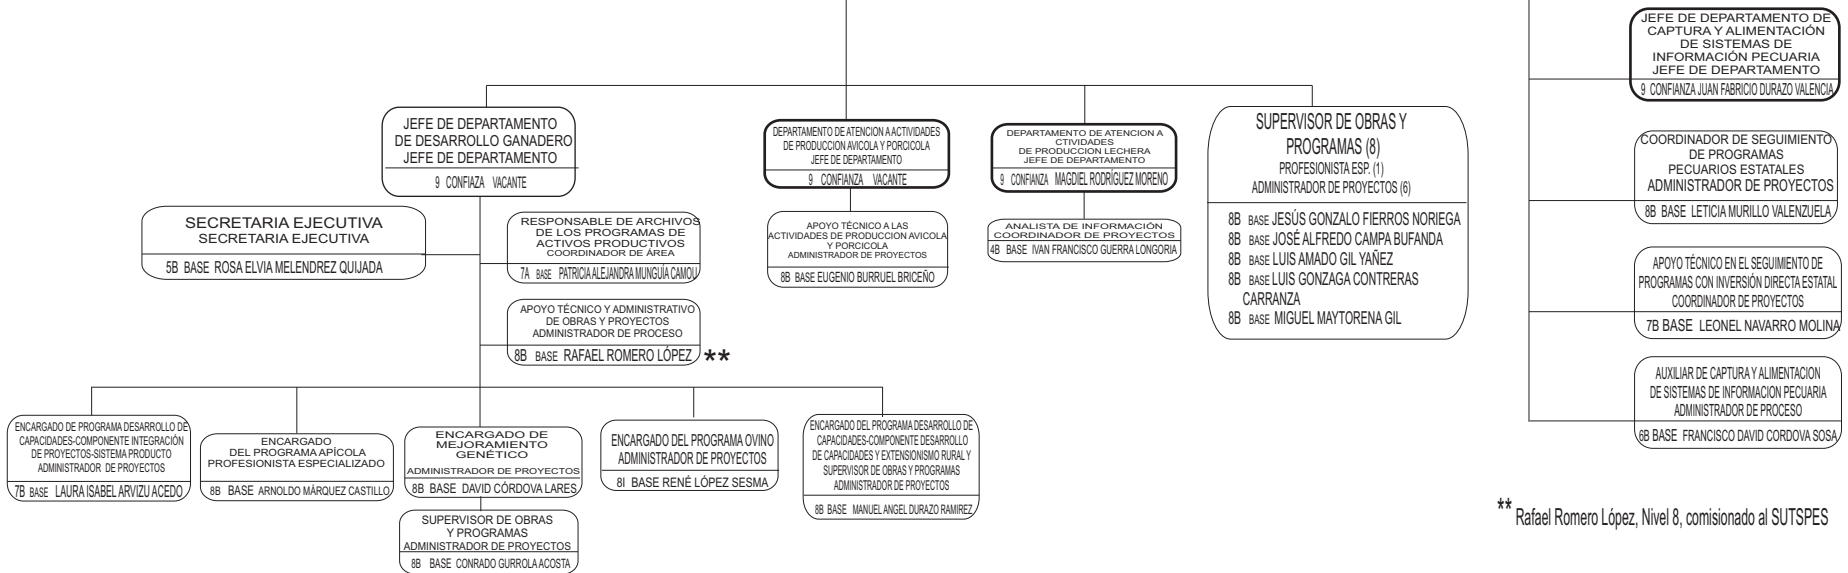 JEFE DE DEPARTAMENTO
DE DESARROLLO GANADERO
JEFE DE DEPARTAMENTO
9 CONFIAZA VACANTE
SECRETARIA EJECUTIVA
SECRETARIA EJECUTIVA
5B BASE ROSA ELVIA MELENDREZ QUIJADA
RESPONSABLE DE ARCHIVOS
DE LOS PROGRAMAS DE
ACTIVOS PRODUCTIVOS
COORDINADOR DE ÁREA
7A BASE PATRICIA ALEJANDRA MUNGUÍA CAMOU
APOYO TÉCNICO Y ADMINISTRATIVO
DE OBRAS Y PROYECTOS
ADMINISTRADOR DE PROCESO
8B BASE RAFAEL ROMERO LÓPEZ **
ENCARGADO DE PROGRAMA DESARROLLO DE
CAPACIDADES-COMPONENTE INTEGRACIÓN
DE PROYECTOS-SISTEMA PRODUCTO
ADMINISTRADOR DE PROYECTOS
7B BASE LAURA ISABEL ARVIZU ACEDO
ENCARGADO
DEL PROGRAMA APÍCOLA
PROFESIONISTA ESPECIALIZADO
8B BASE ARNOLDO MÁRQUEZ CASTILLO
ENCARGADO DE
MEJORAMIENTO
GENÉTICO
ADMINISTRADOR DE PROYECTOS
8B BASE DAVID CÓRDOVA LARES
SUPERVISOR DE OBRAS
Y PROGRAMAS
ADMINISTRADOR DE PROYECTOS
8B BASE CONRADO GURROLA ACOSTA
ENCARGADO DEL PROGRAMA OVINO
ADMINISTRADOR DE PROYECTOS
8I BASE RENÉ LÓPEZ SESMA
ENCARGADO DEL PROGRAMA DESARROLLO DE
CAPACIDADES-COMPONENTE DESARROLLO
DE CAPACIDADES Y EXTENSIONISMO RURAL Y
SUPERVISOR DE OBRAS Y PROGRAMAS
ADMINISTRADOR DE PROYECTOS
8B BASE MANUEL ANGEL DURAZO RAMIREZ
DEPARTAMENTO DE ATENCION A ACTIVIDADES
DE PRODUCCION AVICOLA Y PORCICOLA
JEFE DE DEPARTAMENTO
9 CONFIANZA VACANTE
APOYO TÉCNICO A LAS
ACTIVIDADES DE PRODUCCION AVICOLA
Y PORCICOLA
ADMINISTRADOR DE PROYECTOS
8B BASE EUGENIO BURRUEL BRICEÑO
DEPARTAMENTO DE ATENCION A
CTIVIDADES
DE PRODUCCION LECHERA
JEFE DE DEPARTAMENTO
9 CONFIANZA MAGDIEL RODRÍGUEZ MORENO
ANALISTA DE INFORMACIÓN
COORDINADOR DE PROYECTOS
4B BASE IVAN FRANCISCO GUERRA LONGORIA
SUPERVISOR DE OBRAS Y
PROGRAMAS (8)
PROFESIONISTA ESP. (1)
ADMINISTRADOR DE PROYECTOS (6)
8B BASE JESÚS GONZALO FIERROS NORIEGA
8B BASE JOSÉ ALFREDO CAMPA BUFANDA
8B BASE LUIS AMADO GIL YAÑEZ
8B BASE LUIS GONZAGA CONTRERAS
CARRANZA
8B BASE MIGUEL MAYTORENA GIL
JEFE DE DEPARTAMENTO DE
CAPTURA Y ALIMENTACIÓN
DE SISTEMAS DE
INFORMACIÓN PECUARIA
JEFE DE DEPARTAMENTO
9 CONFIANZA JUAN FABRICIO DURAZO VALENCIA
COORDINADOR DE SEGUIMIENTO
DE PROGRAMAS
PECUARIOS ESTATALES
ADMINISTRADOR DE PROYECTOS
8B BASE LETICIA MURILLO VALENZUELA
APOYO TÉCNICO EN EL SEGUIMIENTO DE
PROGRAMAS CON INVERSIÓN DIRECTA ESTATAL
COORDINADOR DE PROYECTOS
7B BASE LEONEL NAVARRO MOLINA
AUXILIAR DE CAPTURA Y ALIMENTACION
DE SISTEMAS DE INFORMACION PECUARIA
ADMINISTRADOR DE PROCESO
6B BASE FRANCISCO DAVID CORDOVA SOSA
** Rafael Romero López, Nivel 8, comisionado al SUTSPES